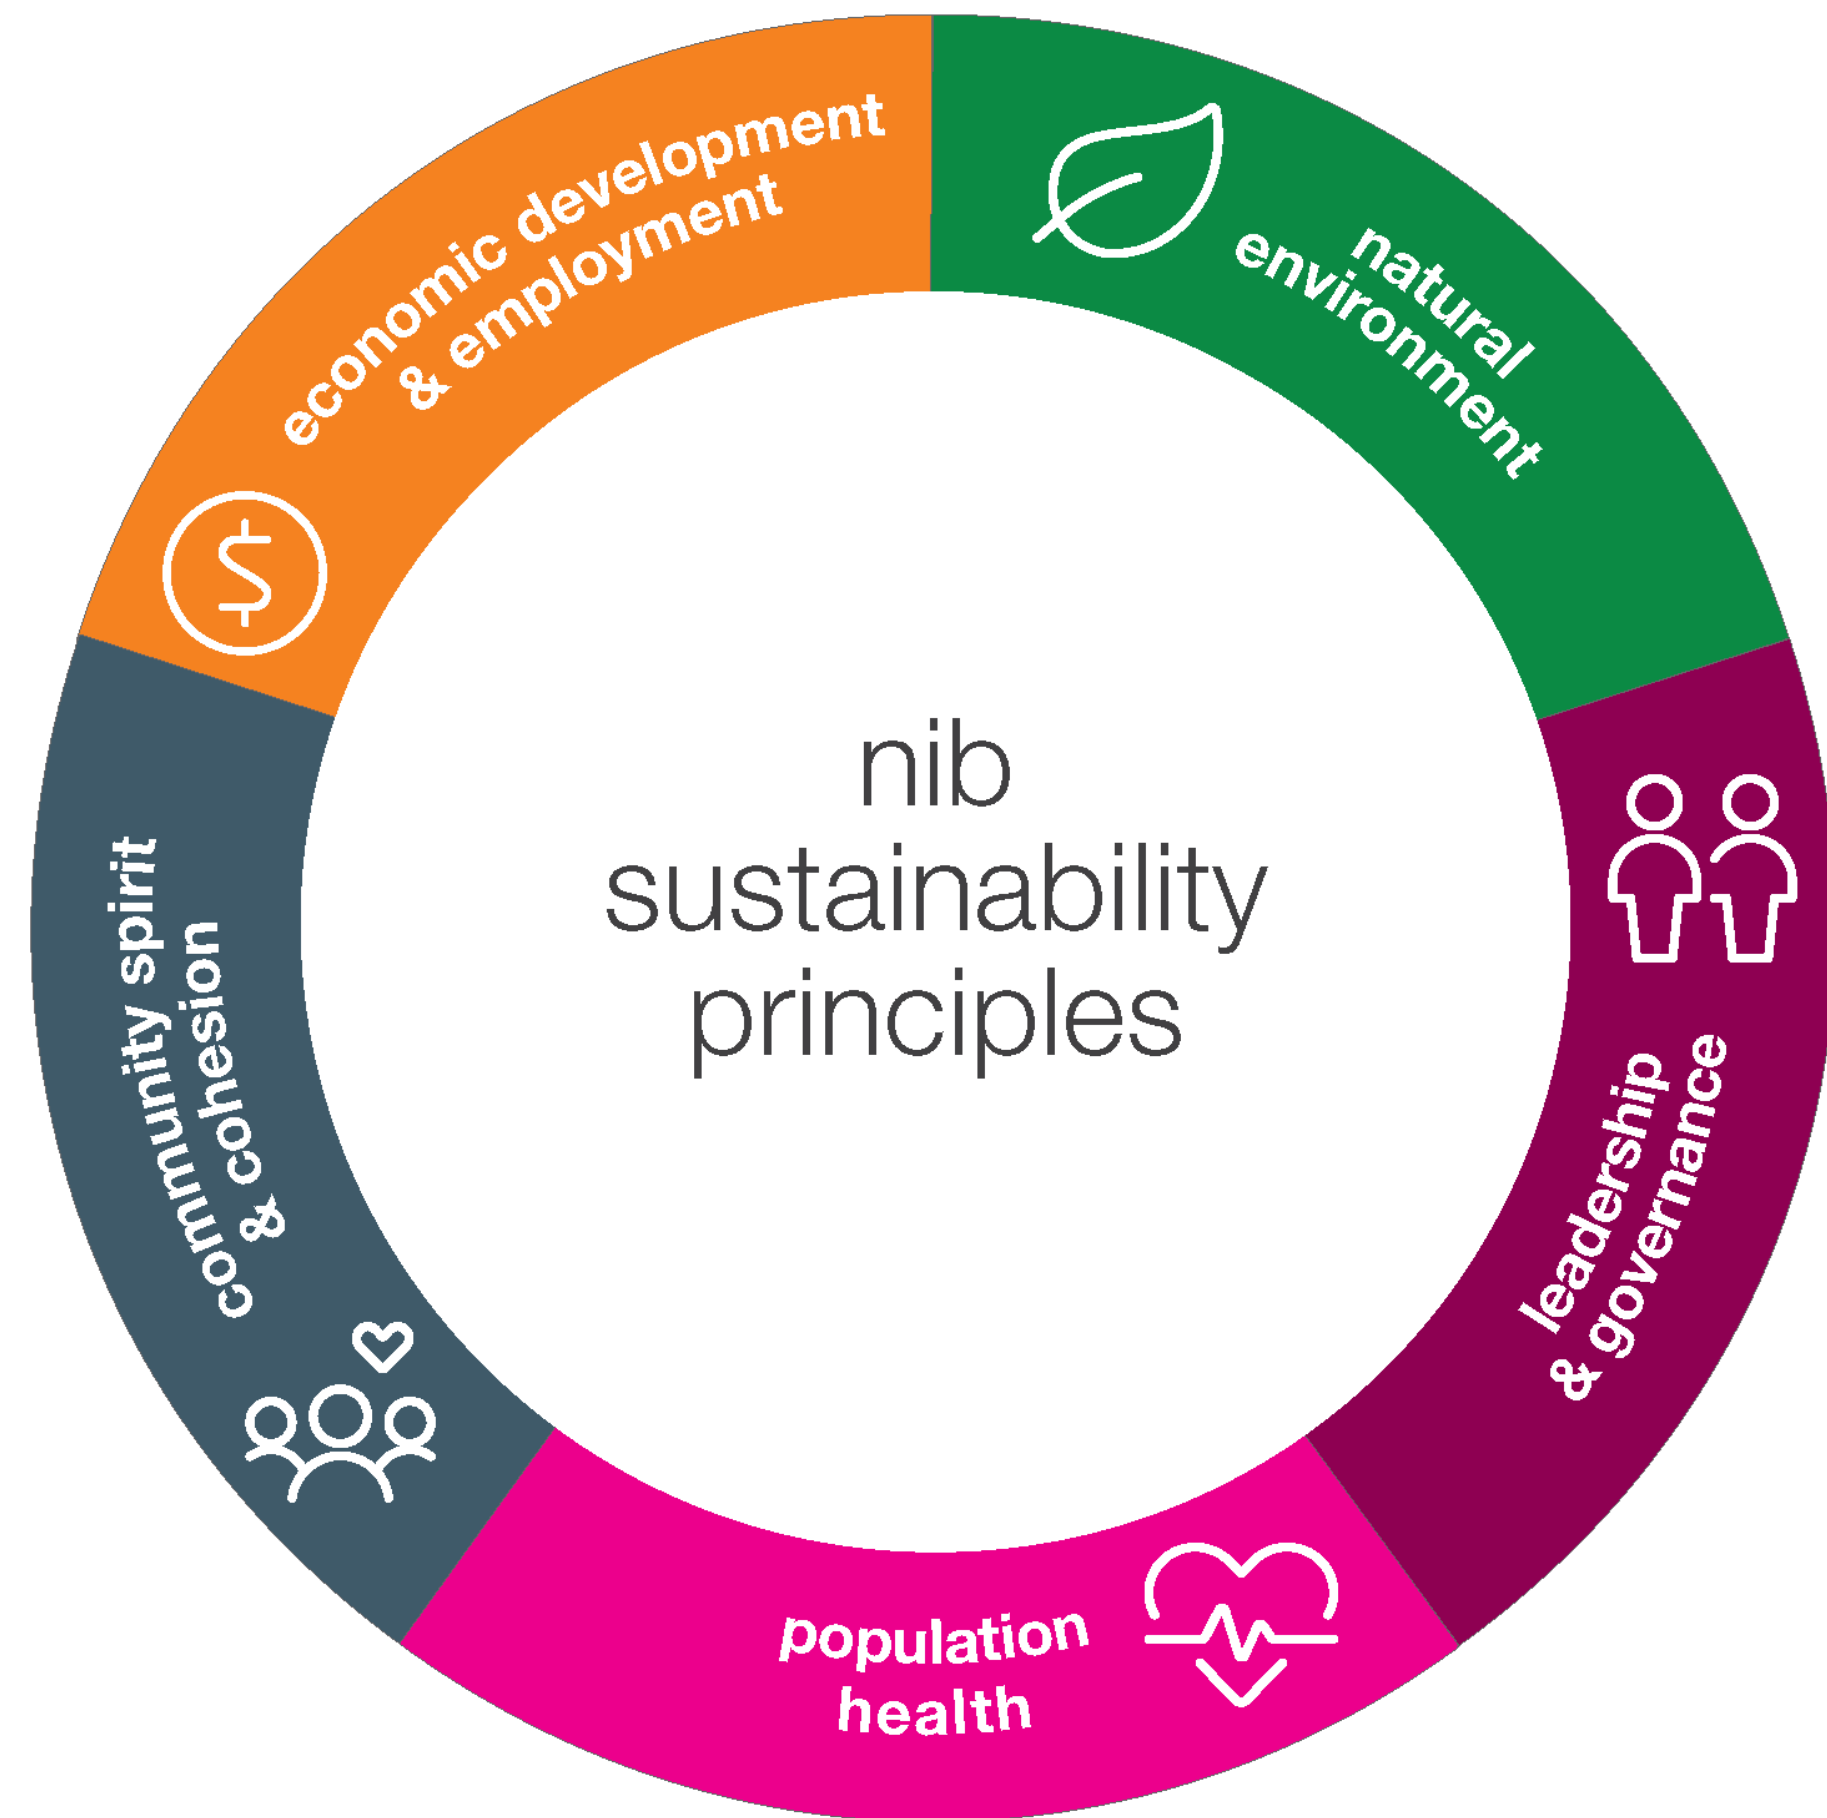 economic development
& employment
natural
environment
nib
sustainability
principles
community spirit
& cohesion
leadership
& governance
population
health